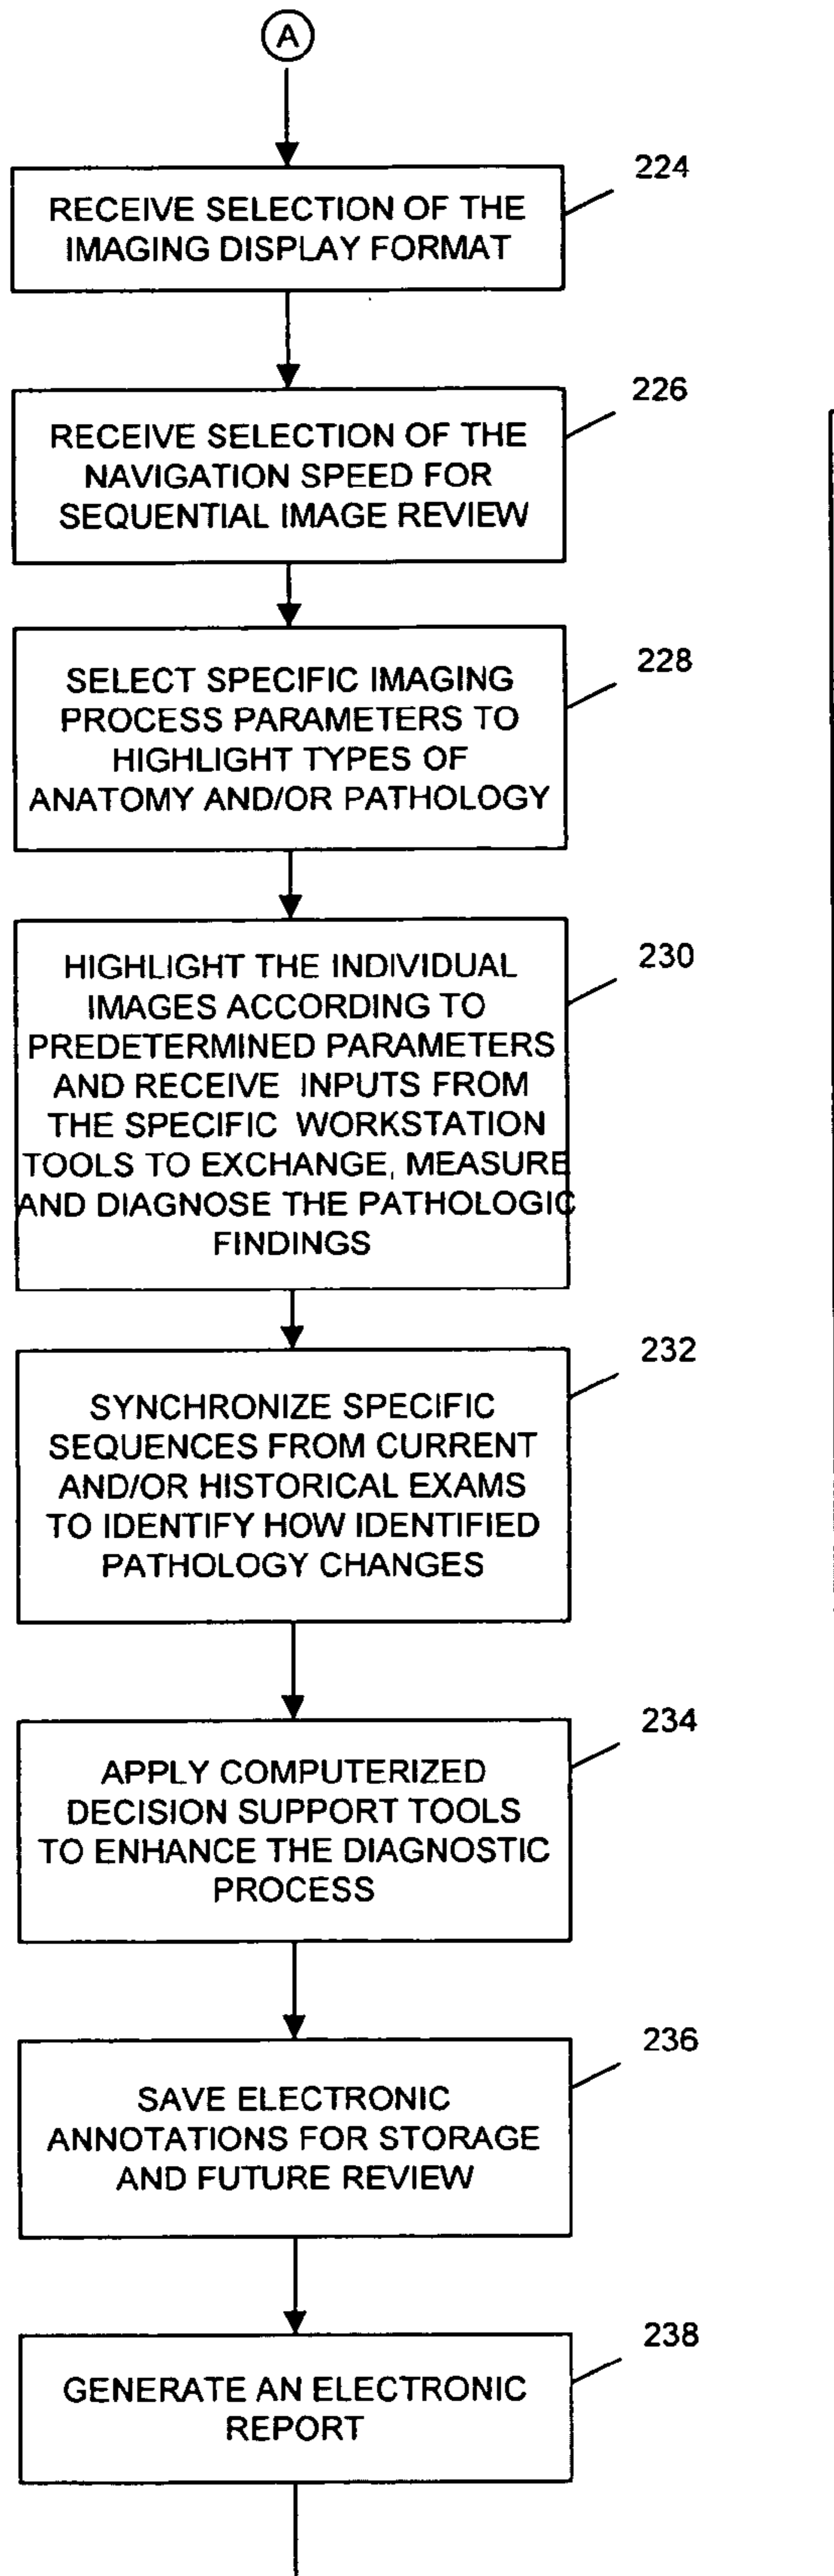 A
224
RECEIVE SELECTION OF THE
IMAGING DISPLAY FORMAT
226
RECEIVE SELECTION OF THE
NAVIGATION SPEED FOR
SEQUENTIAL IMAGE REVIEW
228
SELECT SPECIFIC IMAGING
PROCESS PARAMETERS TO
HIGHLIGHT TYPES OF
ANATOMY AND/OR PATHOLOGY
230
HIGHLIGHT THE INDIVIDUAL
IMAGES ACCORDING TO
PREDETERMINED PARAMETERS
AND RECEIVE INPUTS FROM
THE SPECIFIC WORKSTATION
TOOLS TO EXCHANGE, MEASURE
AND DIAGNOSE THE PATHOLOGIC
FINDINGS
232
SYNCHRONIZE SPECIFIC
SEQUENCES FROM CURRENT
AND/OR HISTORICAL EXAMS
TO IDENTIFY HOW IDENTIFIED
PATHOLOGY CHANGES
234
APPLY COMPUTERIZED
DECISION SUPPORT TOOLS
TO ENHANCE THE DIAGNOSTIC
PROCESS
236
SAVE ELECTRONIC
ANNOTATIONS FOR STORAGE
AND FUTURE REVIEW
238
GENERATE AN ELECTRONIC
REPORT